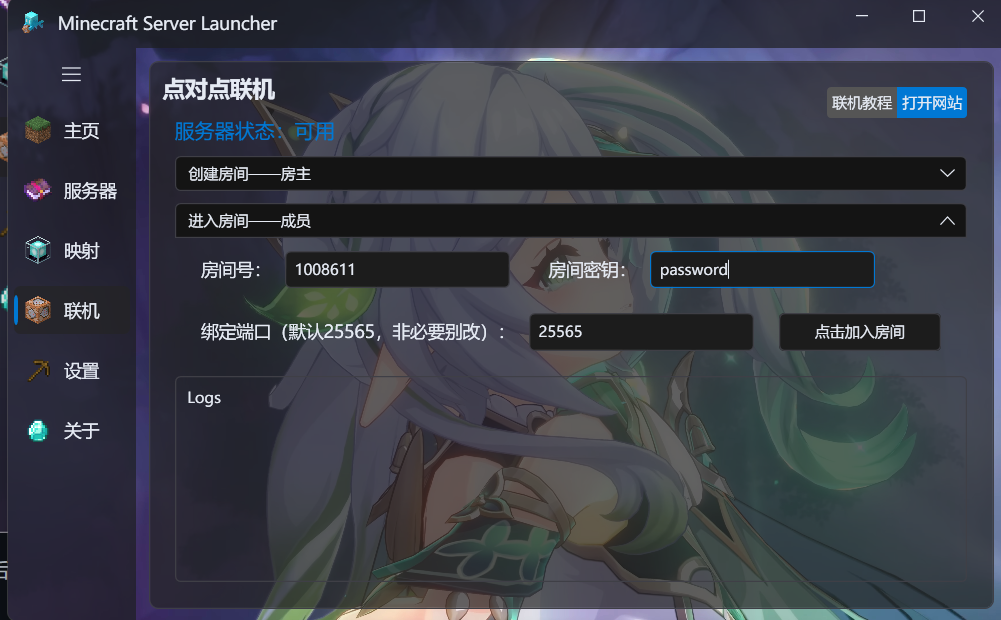 Minecraft Server Launcher
主页
服务器
映射
联机
设置
关于
点对点联机
联机教程 打开网站
服务器状态：可用
创建房间——房主
进入房间——成员
房间号： 1008611 房间密钥： password
绑定端口（默认25565，非必要别改）： 25565 点击加入房间
Logs